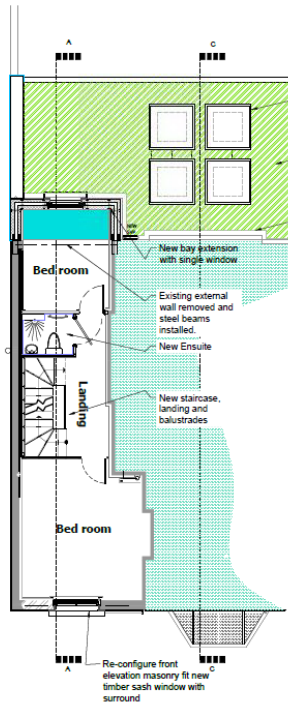 A
C
New bay extension
with single window
Bed room
Existing external
wall removed and
steel beams
installed.
New Ensuite
Landing
New staircase,
landing and
balustrades
Bed room
A
C
Re-configure front
elevation masonry fit new
timber sash window with
surround